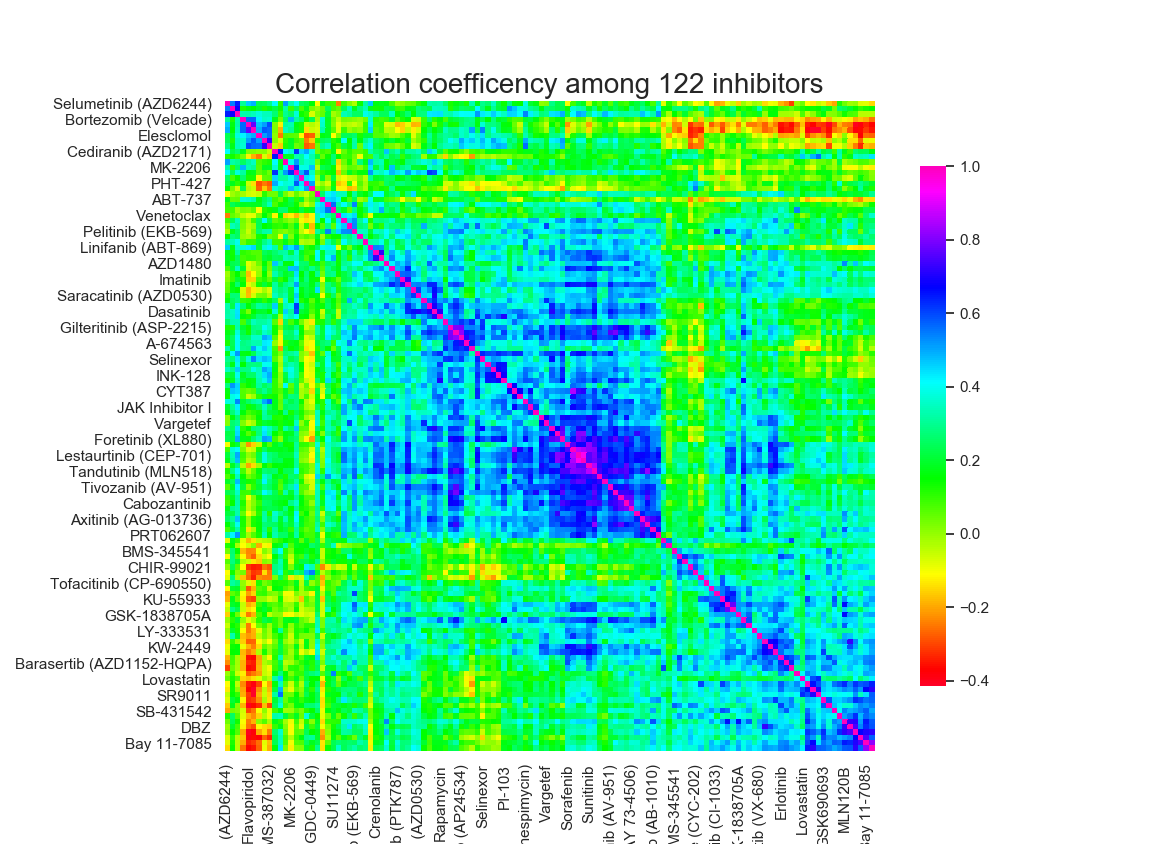 Correlation coefficency among 122 inhibitors
Selumetinib (AZD6244)
Bortezomib (Velcade)
Elesclomol
Cediranib (AZD2171)
MK-2206
PHT-427
ABT-737
Venetoclax
Pelitinib (EKB-569)
Linifanib (ABT-869)
AZD1480
Imatinib
Saracatinib (AZD0530)
Dasatinib
Gilteritinib (ASP-2215)
A-674563
Selinexor
INK-128
CYT387
JAK Inhibitor I
Vargetef
Foretinib (XL880)
Lestaurtinib (CEP-701)
Tandutinib (MLN518)
Tivozanib (AV-951)
Cabozantinib
Axitinib (AG-013736)
PRT062607
BMS-345541
CHIR-99021
Tofacitinib (CP-690550)
KU-55933
GSK-1838705A
LY-333531
KW-2449
Barasertib (AZD1152-HQPA)
Lovastatin
SR9011
SB-431542
DBZ
Bay 11-7085
1.0
0.8
0.6
0.4
0.2
0.0
−0.2
−0.4
(AZD6244)
Flavopiridol
MS-387032)
MK-2206
GDC-0449)
SU11274
b (EKB-569)
Crenolanib
b (PTK787)
(AZD0530)
Rapamycin
b (AP24534)
Selinexor
PI-103
nespimycin)
Vargetef
Sorafenib
Sunitinib
ib (AV-951)
AY 73-4506)
b (AB-1010)
MS-345541
e (CYC-202)
ib (CI-1033)
K-1838705A
tib (VX-680)
Erlotinib
Lovastatin
GSK690693
MLN120B
Bay 11-7085